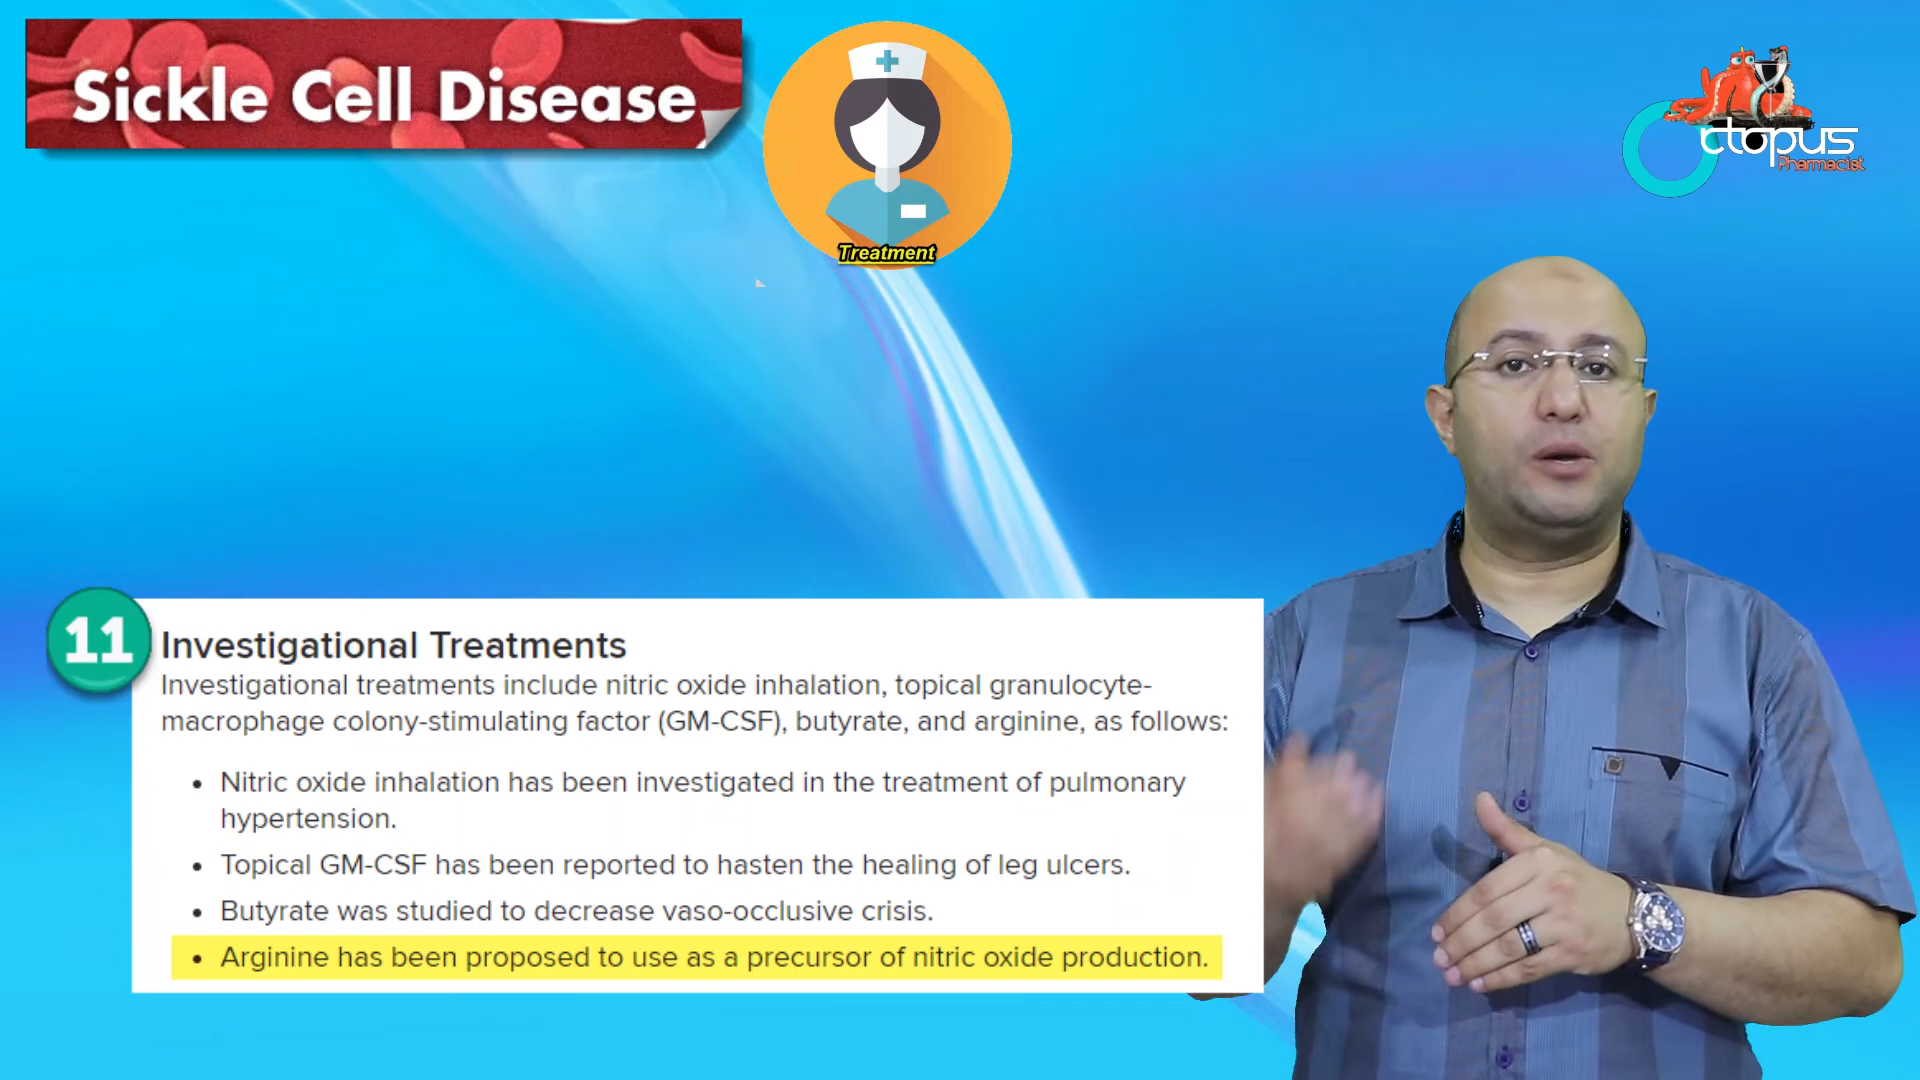 Sickle Cell Disease
Treatment
ctopus
Pharmacist
11
Investigational Treatments
Investigational treatments include nitric oxide inhalation, topical granulocyte-
macrophage colony-stimulating factor (GM-CSF), butyrate, and arginine, as follows:
• Nitric oxide inhalation has been investigated in the treatment of pulmonary
hypertension.
• Topical GM-CSF has been reported to hasten the healing of leg ulcers.
• Butyrate was studied to decrease vaso-occlusive crisis.
• Arginine has been proposed to use as a precursor of nitric oxide production.